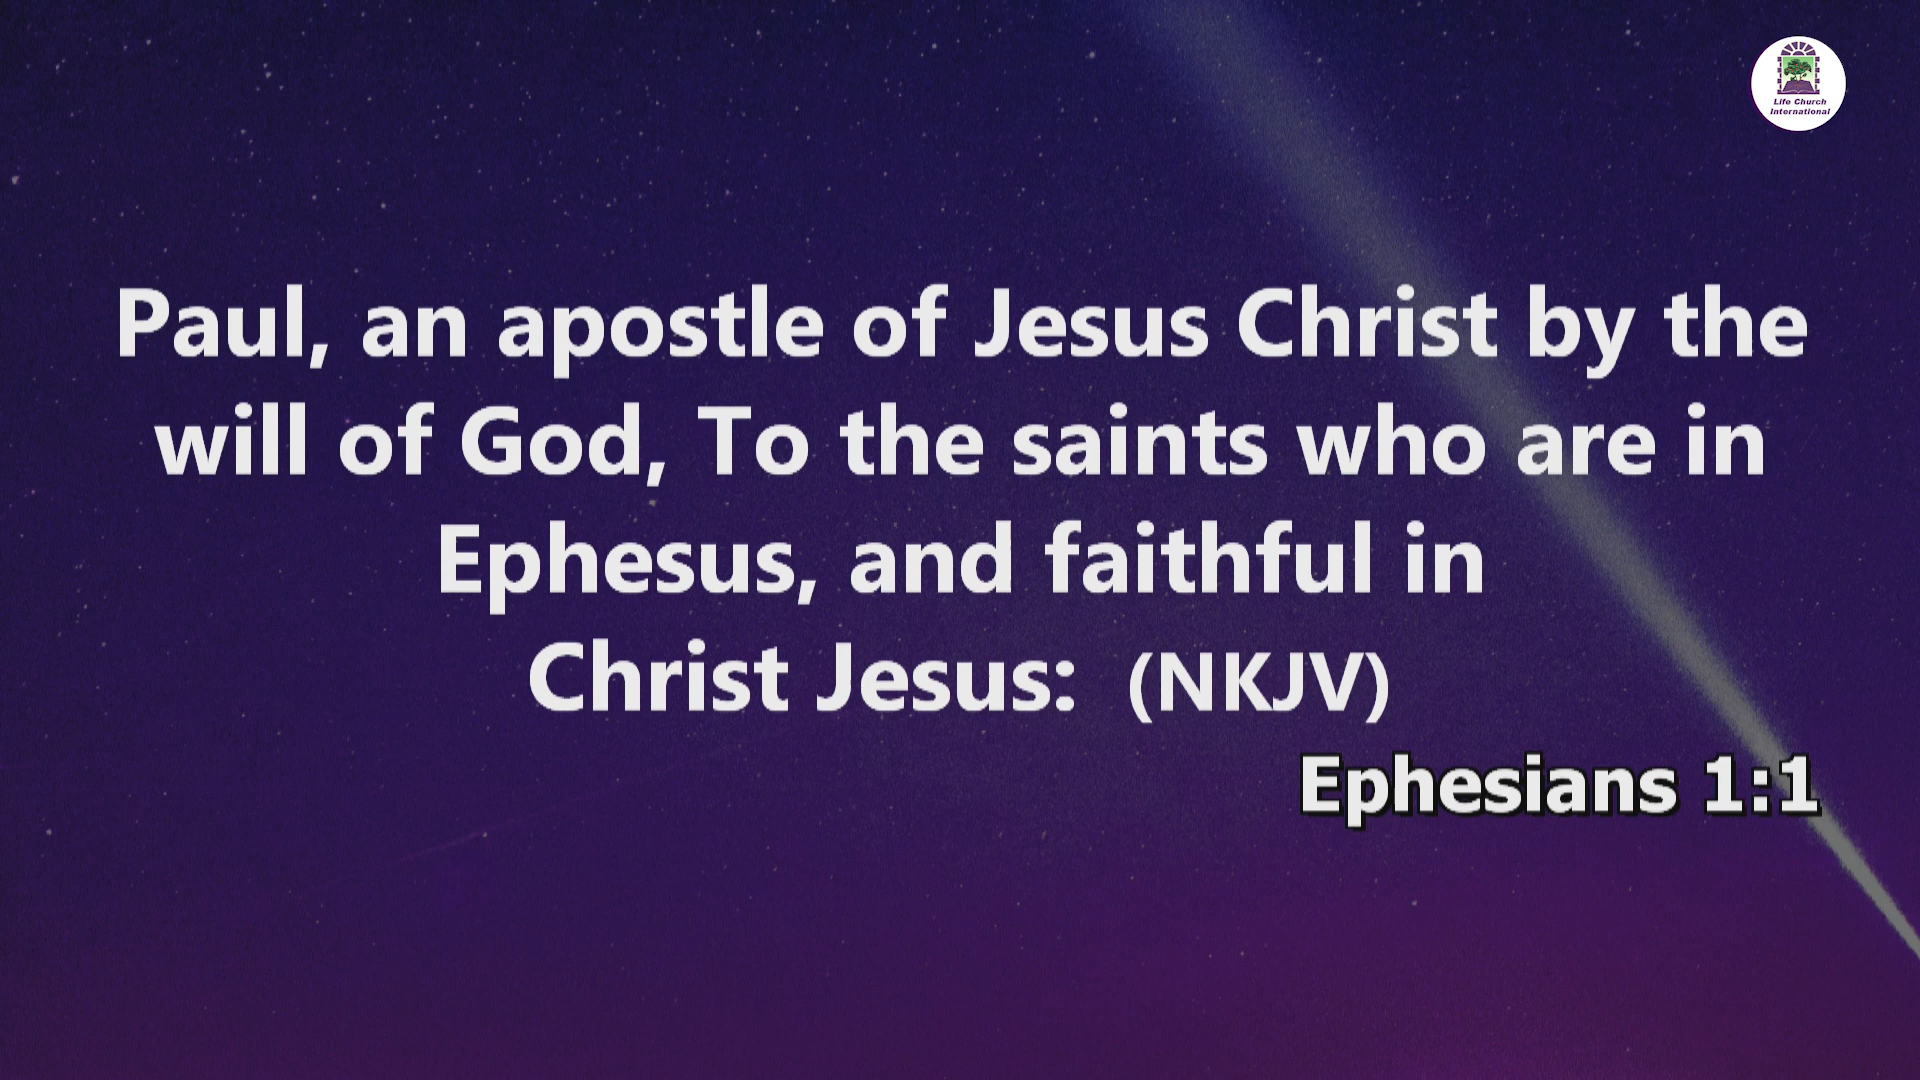 Life Church
International
Paul, an apostle of Jesus Christ by the
will of God, To the saints who are in
Ephesus, and faithful in
Christ Jesus: (NKJV)
Ephesians 1:1